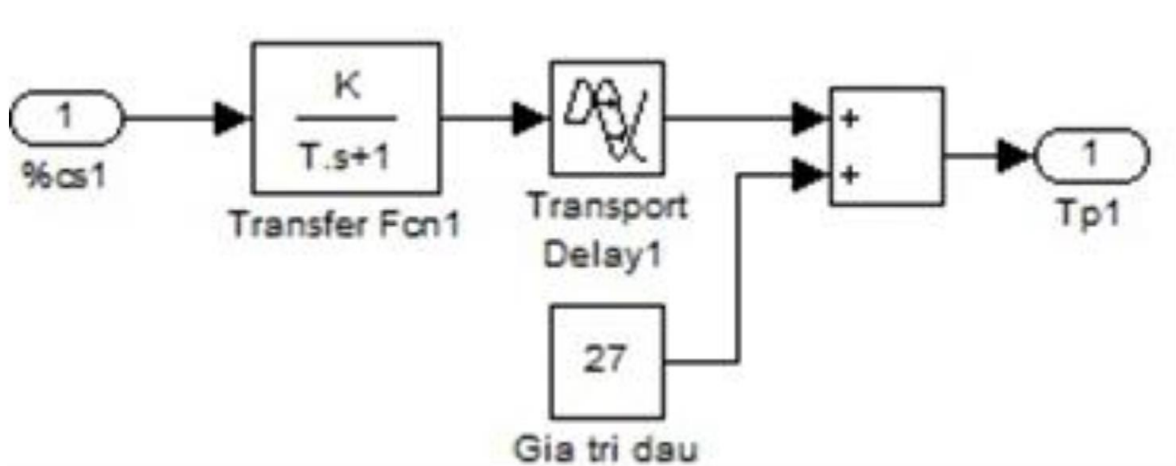 1
%cs1
K
T.s+1
Transfer Fcn1
Transport
Delay1
+
+
1
Tp1
27
Gia tri dau